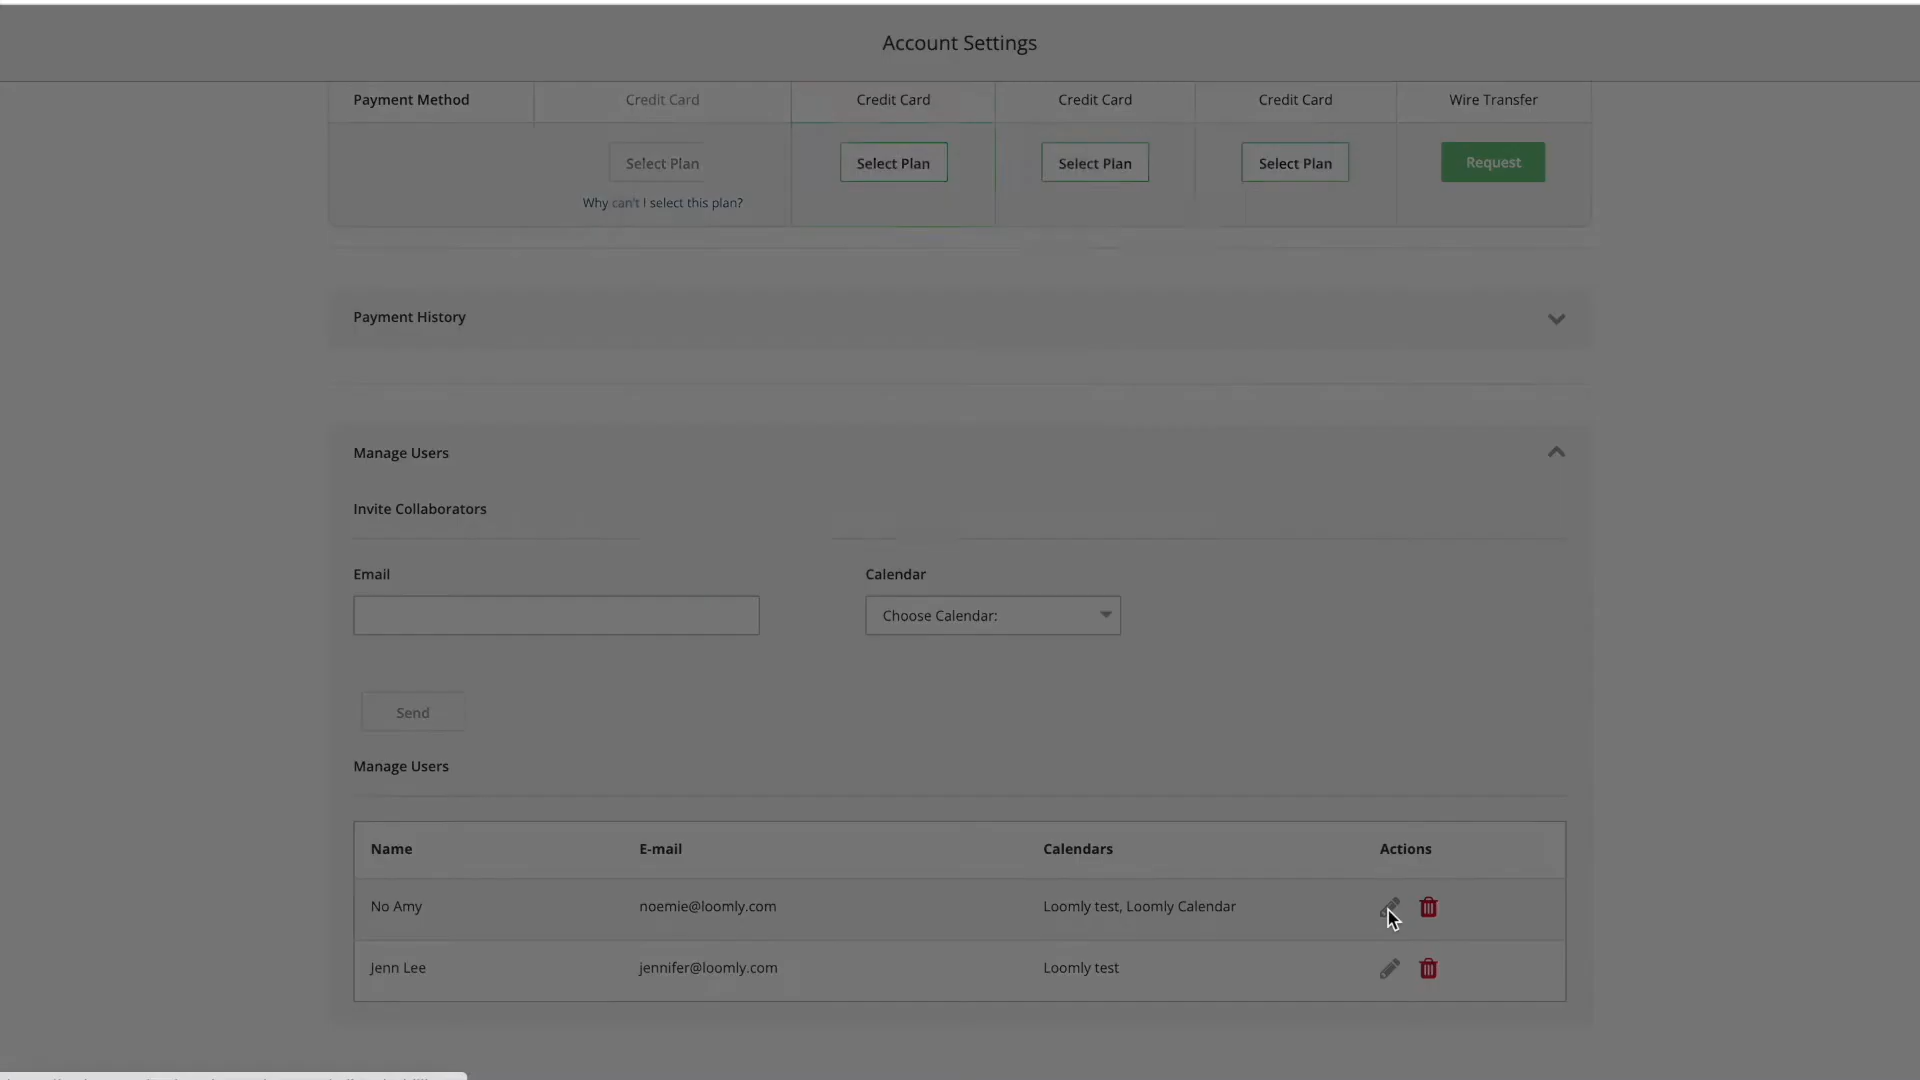 Account Settings
Payment Method Credit Card Credit Card Credit Card Credit Card Wire Transfer
Select Plan Select Plan Select Plan Select Plan Request
Why can't I select this plan?
Payment History
Manage Users
Invite Collaborators
Email Calendar
Choose Calendar:
Send
Manage Users
Name E-mail Calendars Actions
No Amy noemie@loomly.com Loomly test, Loomly Calendar
Jenn Lee jennifer@loomly.com Loomly test